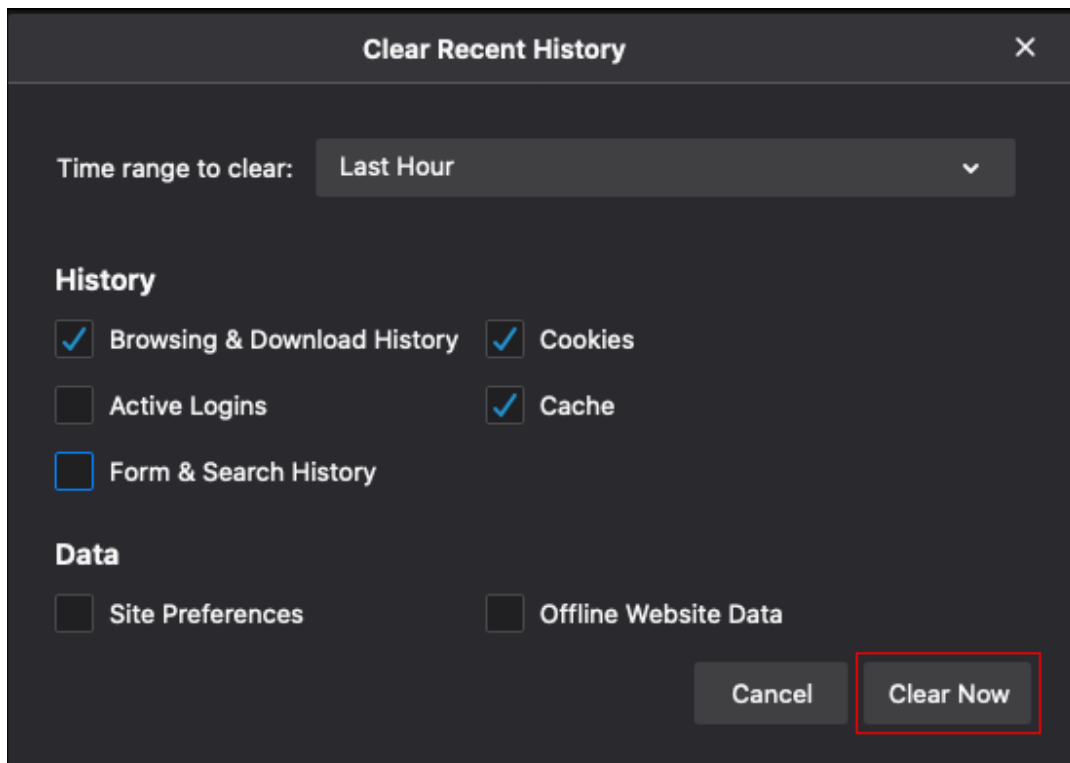 Clear Recent History
Time range to clear: Last Hour
History
Browsing & Download History Cookies
Active Logins Cache
Form & Search History
Data
Site Preferences Offline Website Data
Cancel Clear Now